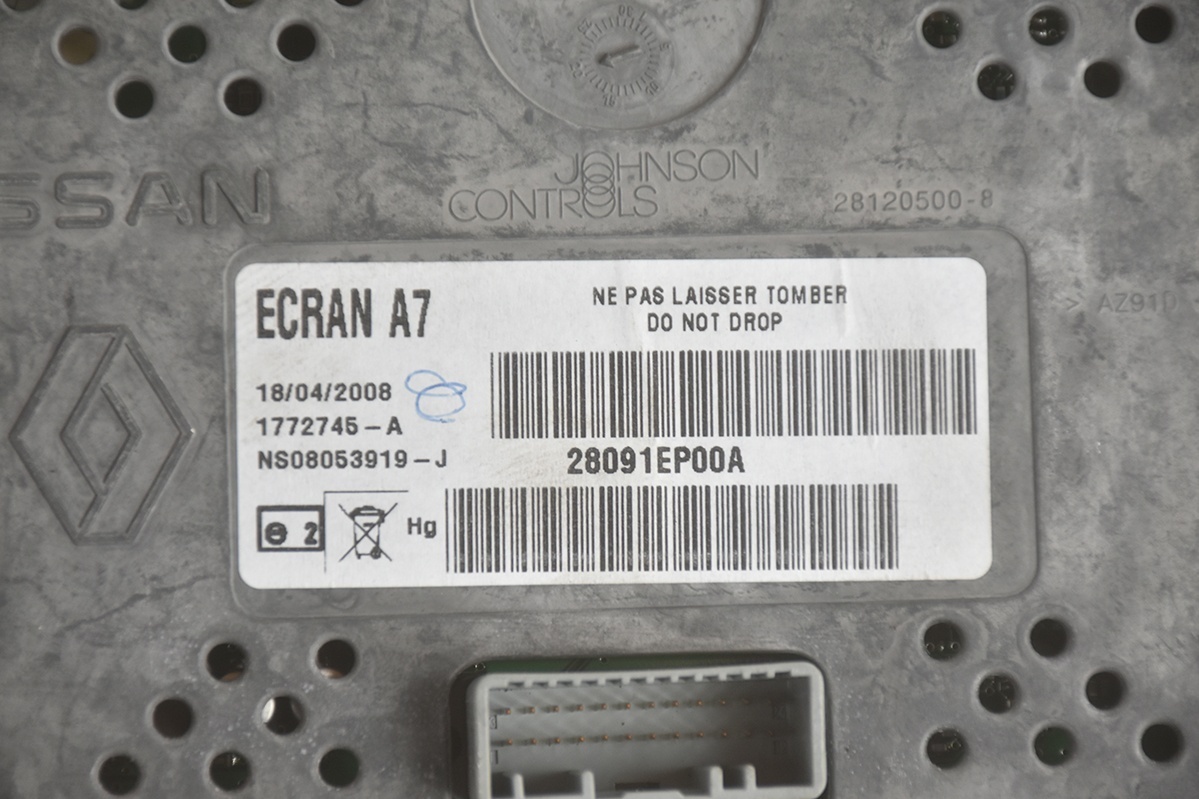 SSAN
JOHNSON
CONTROLS
28120500-8
ECRAN A7
NE PAS LAISSER TOMBER
DO NOT DROP
> AZ91D
18/04/2008
1772745-A
NS08053919-J
28091EP00A
2
Hg